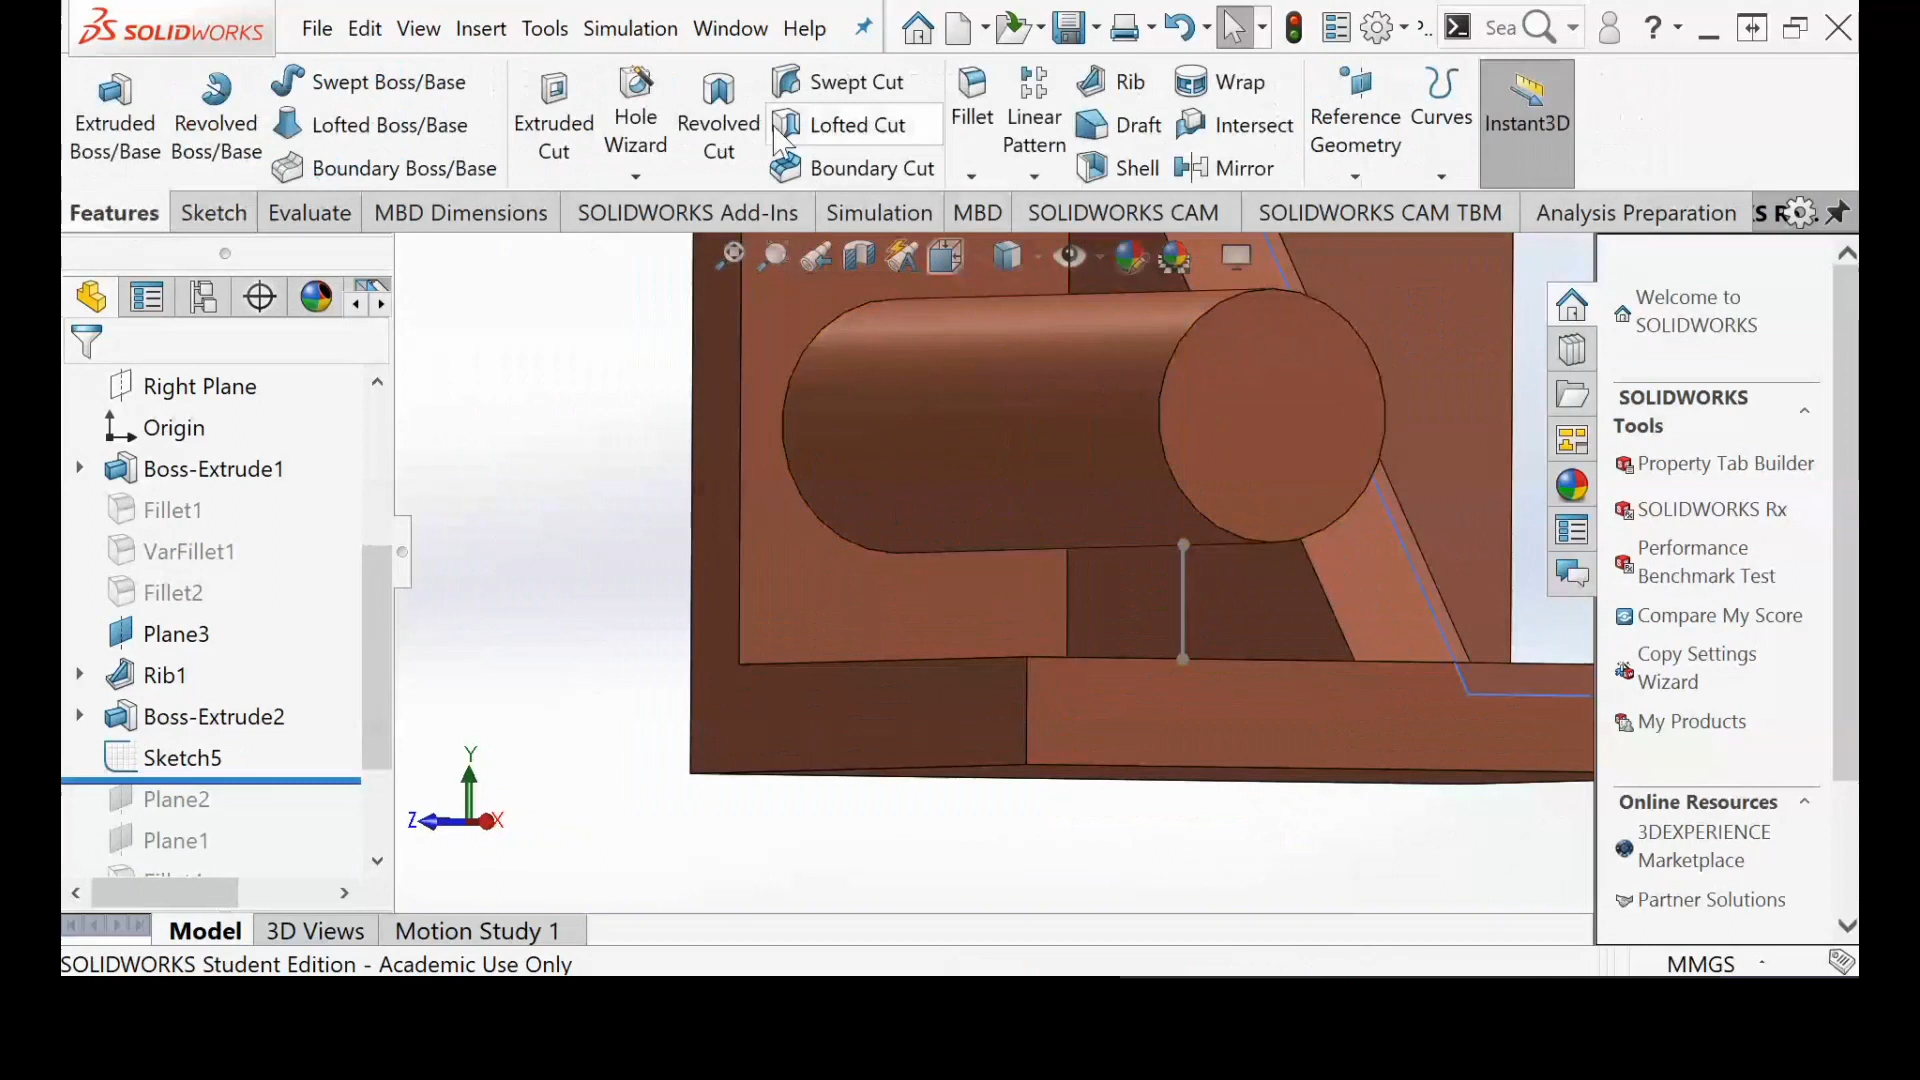 SOLIDWORKS
File Edit View Insert Tools Simulation Window Help
Sea
?
Extruded Boss/Base
Revolved Boss/Base
Swept Boss/Base
Lofted Boss/Base
Boundary Boss/Base
Extruded Cut
Hole Wizard
Revolved Cut
Swept Cut
Lofted Cut
Boundary Cut
Fillet
Linear Pattern
Rib
Draft
Shell
Wrap
Intersect
Mirror
Reference Geometry
Curves
Instant3D
Features Sketch Evaluate MBD Dimensions SOLIDWORKS Add-Ins Simulation MBD SOLIDWORKS CAM SOLIDWORKS CAM TBM Analysis Preparation
Right Plane
Origin
Boss-Extrude1
Fillet1
VarFillet1
Fillet2
Plane3
Rib1
Boss-Extrude2
Sketch5
Plane2
Plane1
Y
Z
X
Welcome to
SOLIDWORKS
SOLIDWORKS
Tools
Property Tab Builder
SOLIDWORKS Rx
Performance
Benchmark Test
Compare My Score
Copy Settings
Wizard
My Products
Online Resources
3DEXPERIENCE
Marketplace
Partner Solutions
Model 3D Views Motion Study 1
SOLIDWORKS Student Edition - Academic Use Only
MMGS